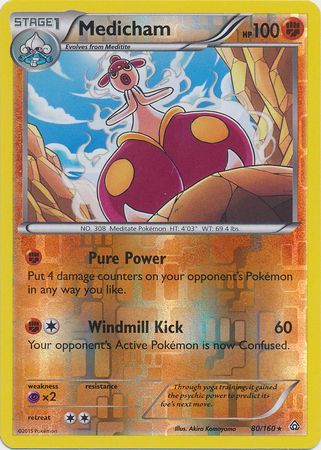 STAGE1
Medicham
HP100
Evolves from Meditite
NO. 308 Meditate Pokémon HT: 4'03" WT: 69.4 lbs.
Pure Power
Put 4 damage counters on your opponent's Pokémon
in any way you like.
Windmill Kick 60
Your opponent's Active Pokémon is now Confused.
weakness resistance
×2
retreat
Through yoga training, it gained
the psychic power to predict its
foe's next move.
©2015 Pokémon
Illus. Akira Komayama
80/160★